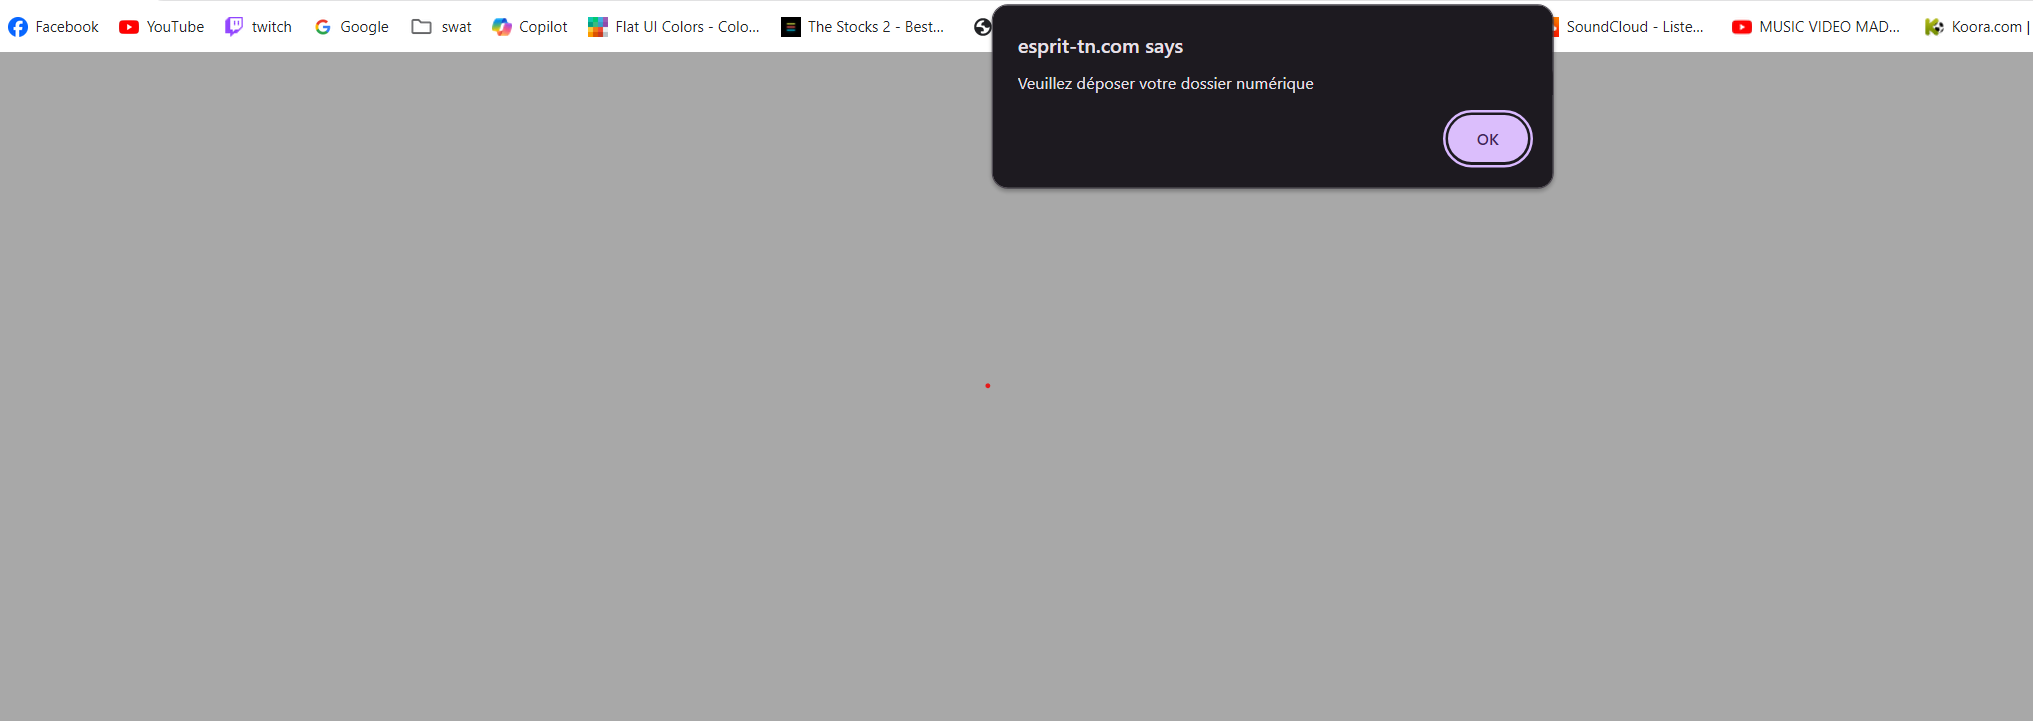 Facebook YouTube twitch Google swat Copilot Flat UI Colors - Colo... The Stocks 2 - Best... SoundCloud - Liste... MUSIC VIDEO MAD... Koora.com |
esprit-tn.com says
Veuillez déposer votre dossier numérique
OK